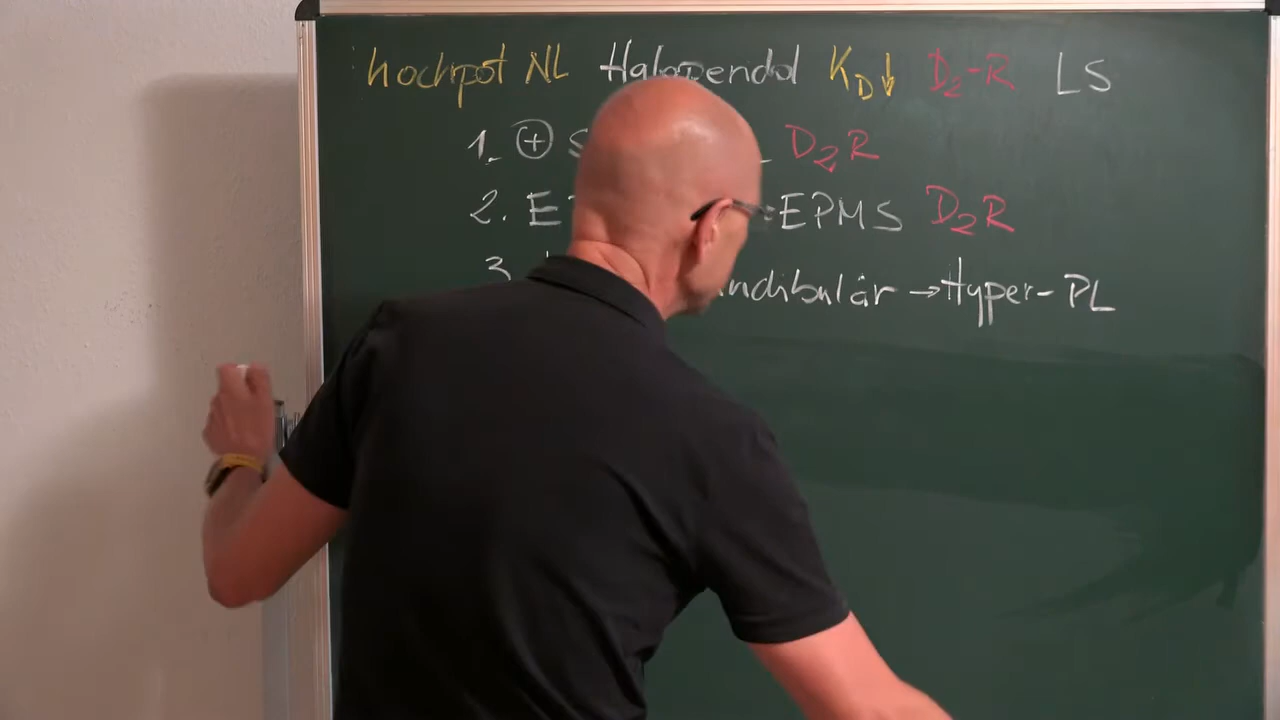 hochpot NL Haloperidol K_D↓ D₂-R LS
1. ⊕ D₂R
2. EPMS D₂R
3. → Hyper-PL